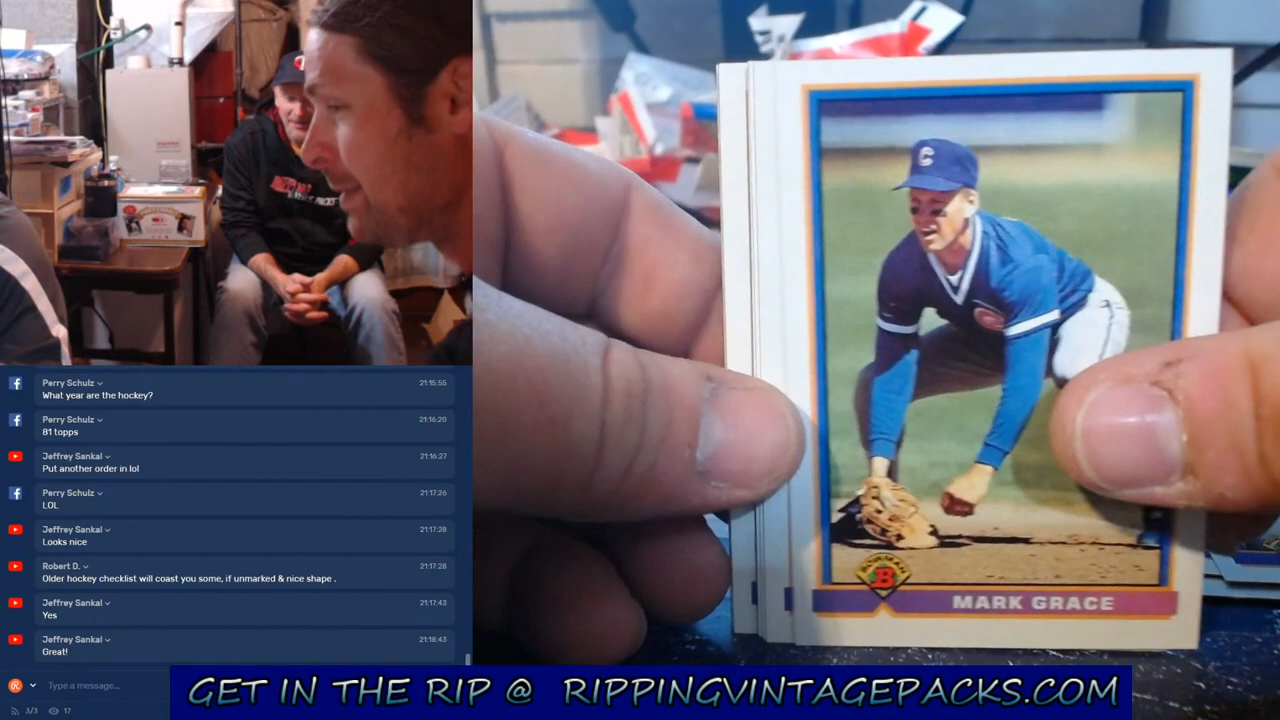 Perry Schulz
21:15:55
What year are the hockey?
Perry Schulz
21:16:20
81 topps
Jeffrey Sankal
21:16:27
Put another order in lol
Perry Schulz
21:17:26
LOL
Jeffrey Sankal
21:17:28
Looks nice
Robert D.
21:17:28
Older hockey checklist will coast you some, if unmarked & nice shape .
Jeffrey Sankal
21:17:43
Yes
Jeffrey Sankal
21:18:43
Great!
Type a message...
3/3
17
C
BOWMAN
B
MARK GRACE
GET IN THE RIP @ RIPPINGVINTAGEPACKS.COM